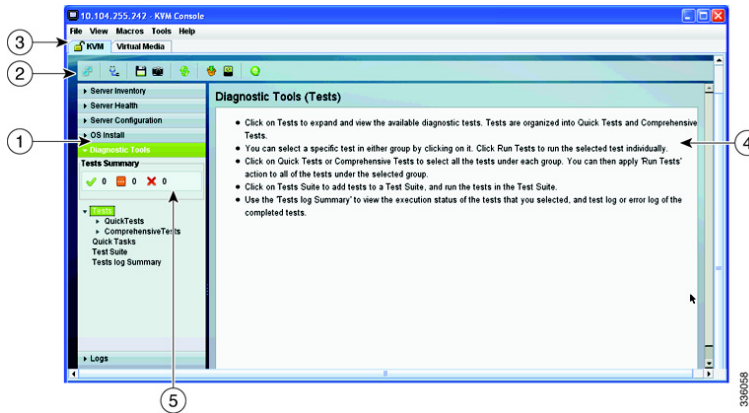 10.104.255.242 - KVM Console
File View Macros Tools Help
KVM Virtual Media
Server Inventory
Server Health
Server Configuration
OS Install
Diagnostic Tools
Tests Summary
0 0 0
Tests
QuickTests
ComprehensiveTests
Quick Tasks
Test Suite
Tests log Summary
Logs
Diagnostic Tools (Tests)
• Click on Tests to expand and view the available diagnostic tests. Tests are organized into Quick Tests and Comprehensive
Tests.
• You can select a specific test in either group by clicking on it. Click Run Tests to run the selected test individually.
• Click on Quick Tests or Comprehensive Tests to select all the tests under each group. You can then apply 'Run Tests'
action to all of the tests under the selected group.
• Click on Tests Suite to add tests to a Test Suite, and run the tests in the Test Suite.
• Use the 'Tests log Summary' to view the execution status of the tests that you selected, and test log or error log of the
completed tests.
3
2
1
4
5
336058